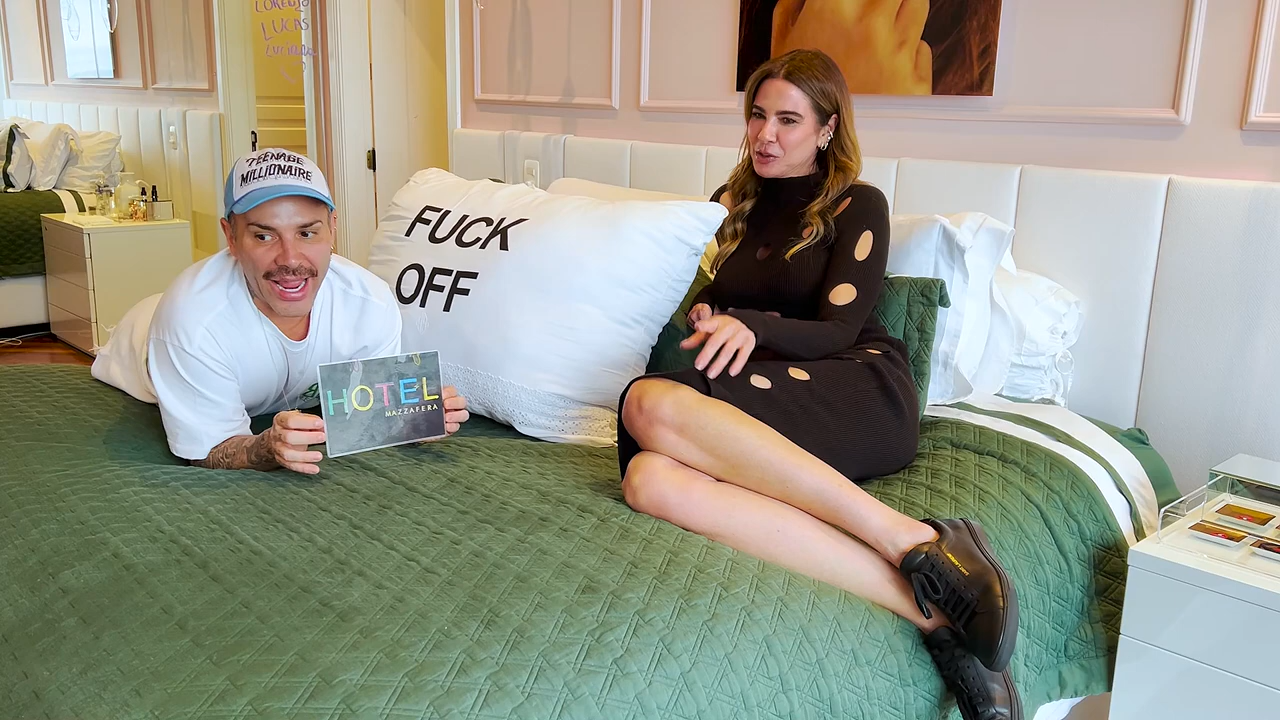 LORENZO
LUCAS
TEENAGE
MILLIONAIRE
FUCK
OFF
HOTEL
MAZZAFERA